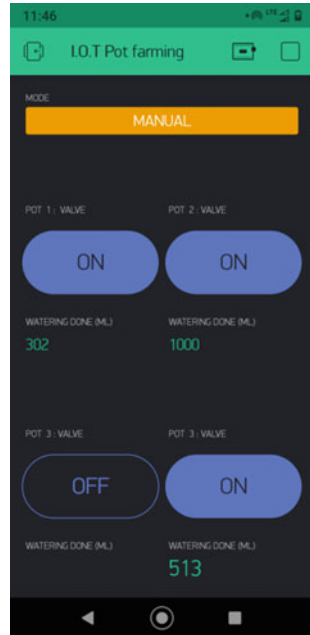 11:46 LTE
I.O.T Pot farming
MODE
MANUAL
POT 1 : VALVE POT 2 : VALVE
ON ON
WATERING DONE (ML) WATERING DONE (ML)
302 1000
POT 3 : VALVE POT 3 : VALVE
OFF ON
WATERING DONE (ML) WATERING DONE (ML)
513